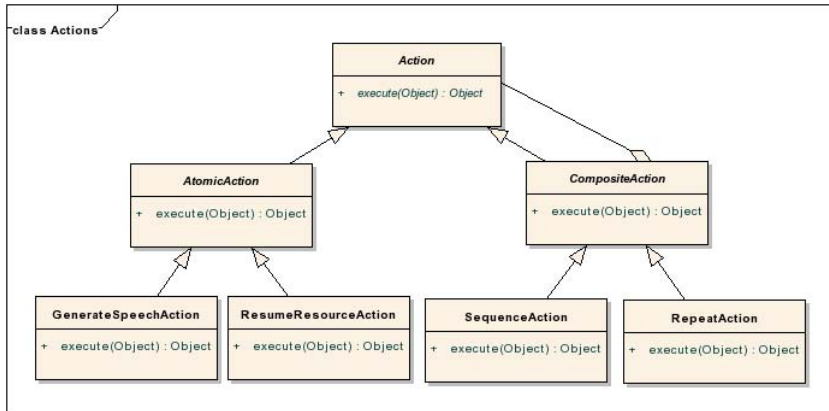 class Actions
Action
+ execute(Object) : Object
AtomicAction
+ execute(Object) : Object
CompositeAction
+ execute(Object) : Object
GenerateSpeechAction
+ execute(Object) : Object
ResumeResourceAction
+ execute(Object) : Object
SequenceAction
+ execute(Object) : Object
RepeatAction
+ execute(Object) : Object